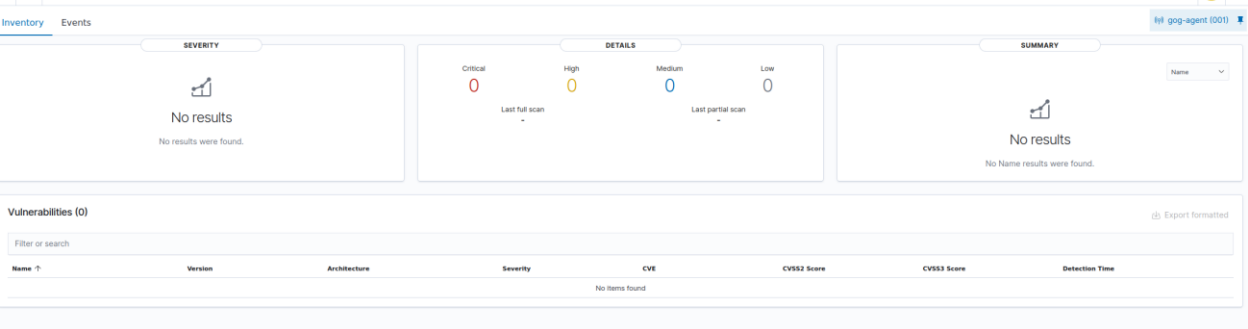 Inventory Events
gog-agent (001)
SEVERITY
No results
No results were found.
DETAILS
Critical High Medium Low
0 0 0 0
Last full scan Last partial scan
- -
SUMMARY
Name
No results
No Name results were found.
Vulnerabilities (0)
Export formatted
Filter or search
Name Version Architecture Severity CVE CVSS2 Score CVSS3 Score Detection Time
No items found